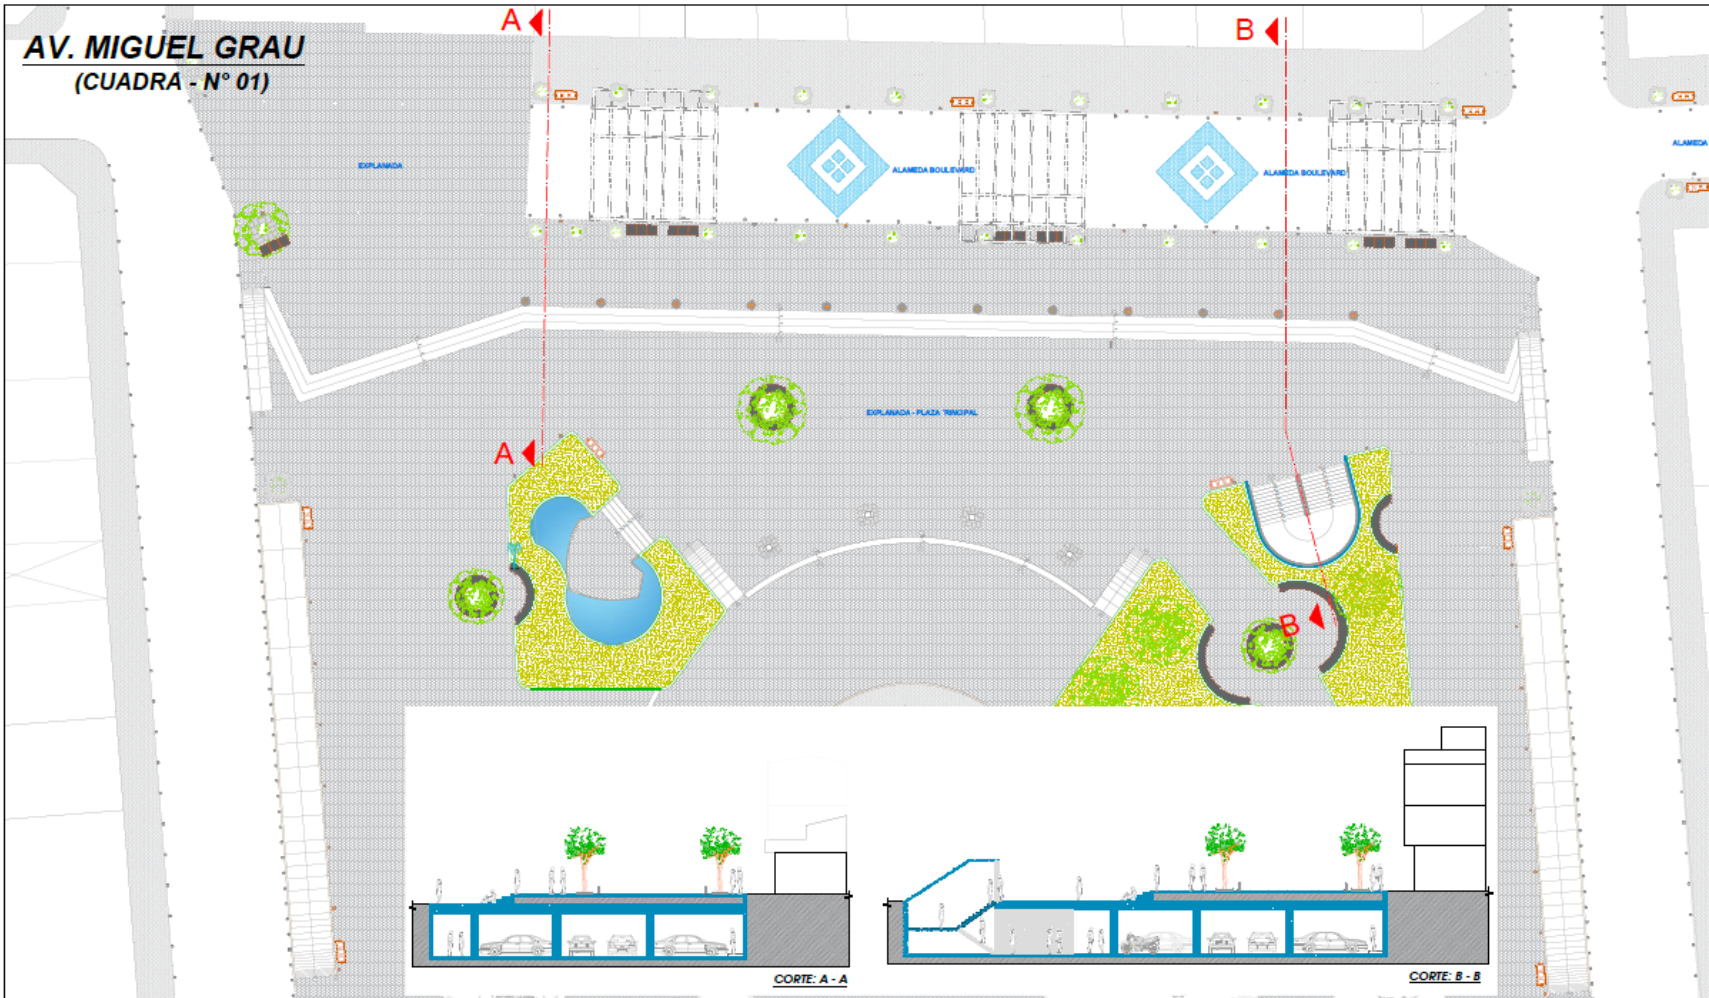 AV. MIGUEL GRAU
(CUADRA - N° 01)
A
B
EXPLANADA
ALAMEDA BOULEVARD
ALAMEDA BOULEVARD
ALAMEDA
EXPLANADA - PLAZA PRINCIPAL
A
B
CORTE: A - A
CORTE: B - B